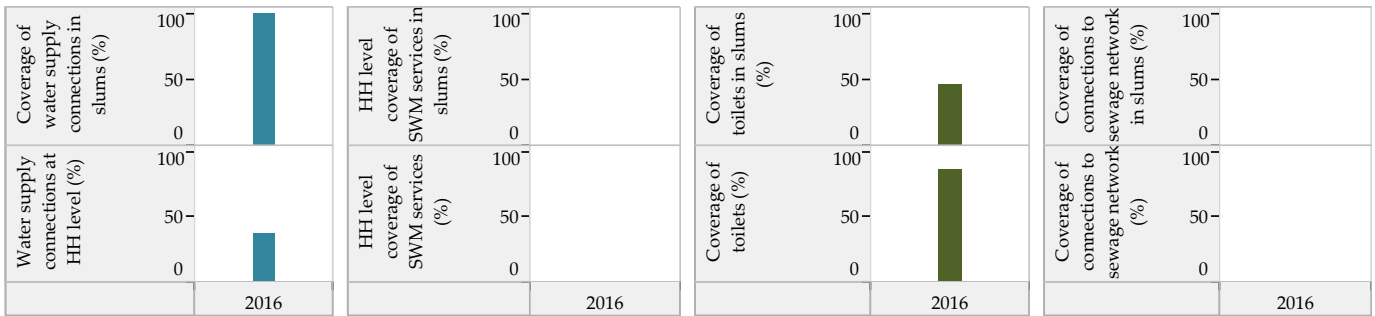 Coverage of
water supply
connections in
slums (%)
100
50
0
Water supply
connections at
HH level (%)
100
50
0
2016
HH level
coverage of
SWM services in
slums (%)
100
50
0
HH level
coverage of
SWM services
(%)
100
50
0
2016
Coverage of
toilets in slums
(%)
100
50
0
Coverage of
toilets (%)
100
50
0
2016
Coverage of
connections to
sewage network
in slums (%)
100
50
0
Coverage of
connections to
sewage network
(%)
100
50
0
2016